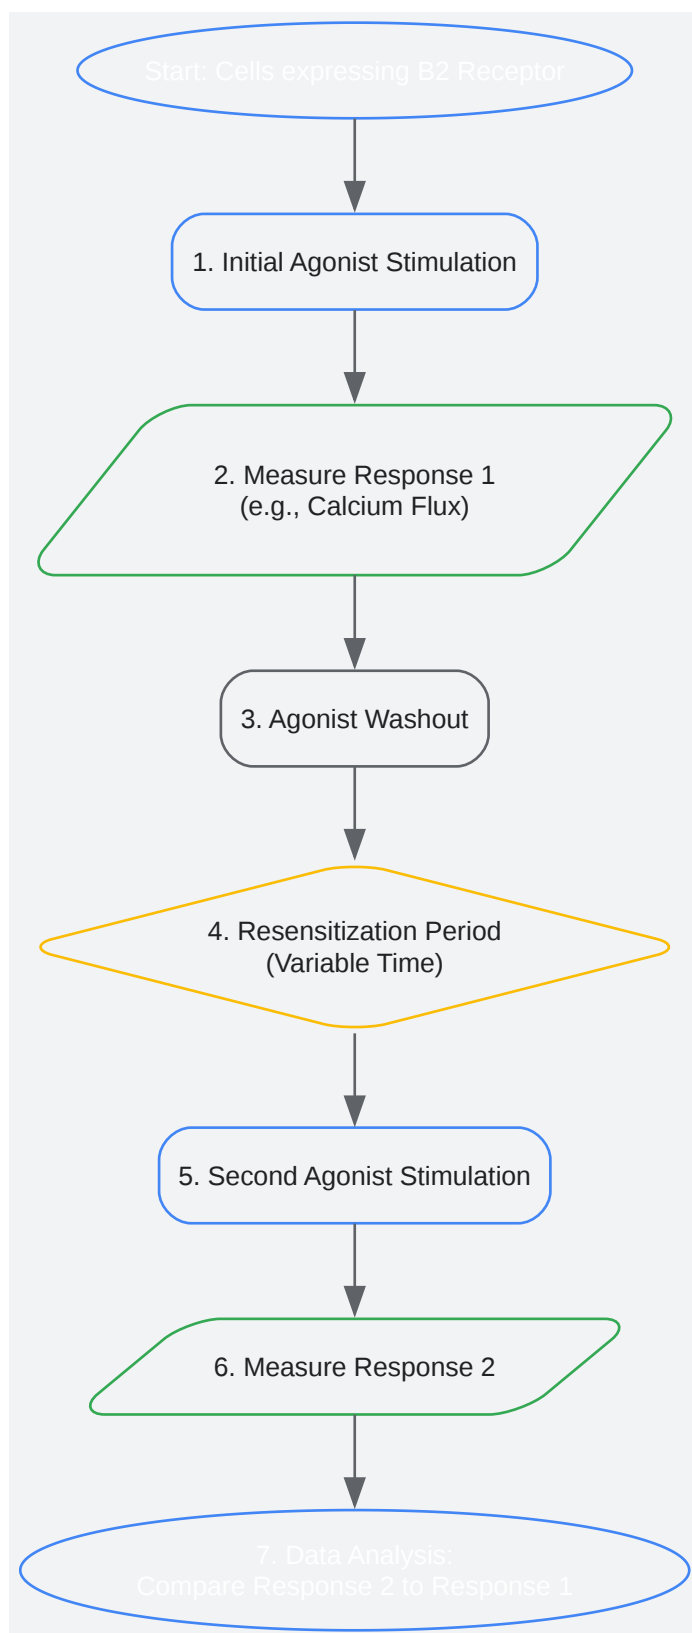 Start: Cells expressing B2 Receptor
1. Initial Agonist Stimulation
2. Measure Response 1
(e.g., Calcium Flux)
3. Agonist Washout
4. Resensitization Period
(Variable Time)
5. Second Agonist Stimulation
6. Measure Response 2
7. Data Analysis:
Compare Response 2 to Response 1